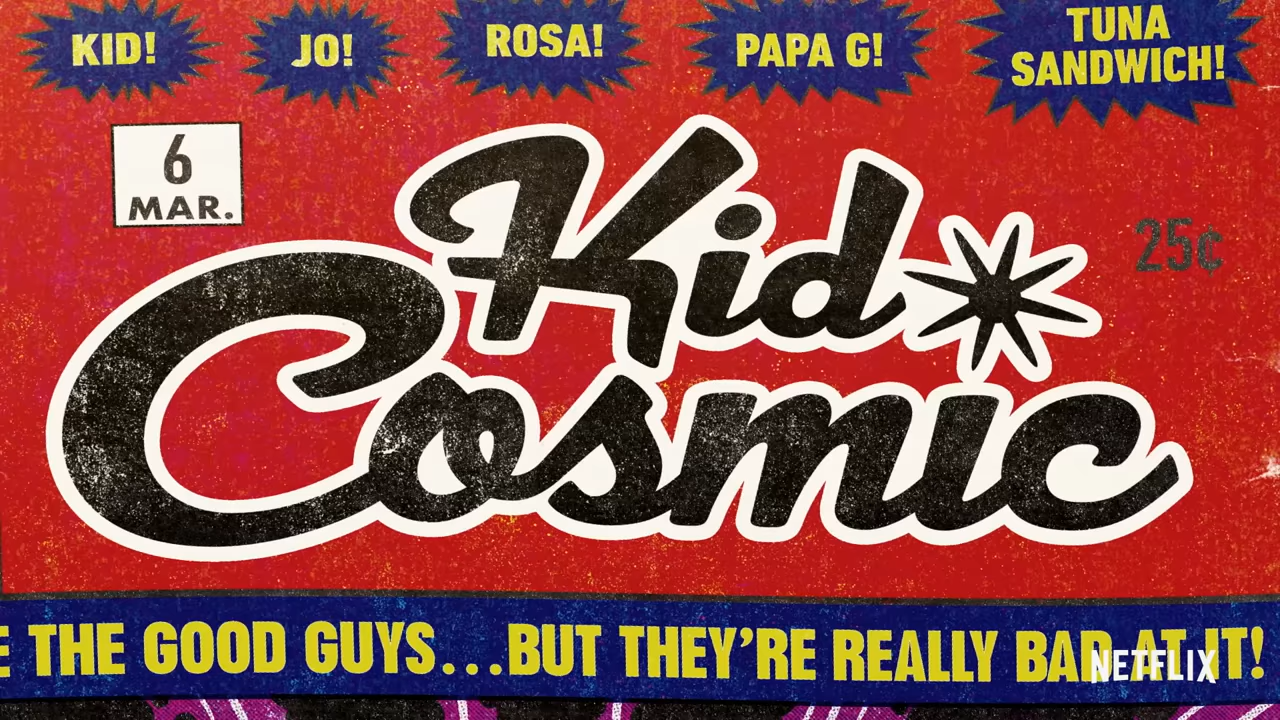 KID!
JO!
ROSA!
PAPA G!
TUNA
SANDWICH!
6
MAR.
25¢
Kid
Cosmic
E THE GOOD GUYS...BUT THEY'RE REALLY BAD AT IT!
NETFLIX